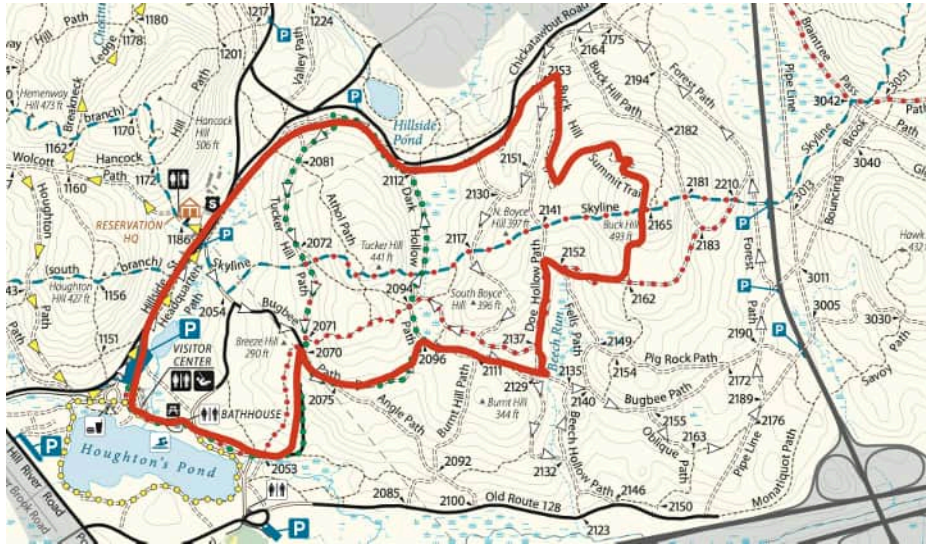 1217
1224
Chickatawbut Road
2175
2164
1180
1178
Ledge
Chestnut
Hill
Path
1201
Valley Path
P
2153
2194
Forest Path
Pipe Line
Braintree
Pass
3051
3042
Path
Hemenway
Hill 473 ft
Breakneck
branch)
1170
Hancock
Hill
506 ft
Hill
Path
Hillside
Pond
Buck
Hill
Buck Hill Path
2182
Skyline
Brook
1162
Wolcott
Path
Hancock
Path
1172
1160
2081
2112
Dark
Hollow
Path
2151
2130
Summit Trail
2181
2210
3040
3013
Bouncing
Houghton
Path
S
RESERVATION
HQ
1186
P
Tucker
Hill
Path
Athol Path
2072
Tucker Hill
441 ft
2117
N. Boyce
Hill 397 ft
2141
Skyline
Buck Hill
493 ft
2165
2183
P
Hawk
432 f
(south
branch)
Houghton
Hill 427 ft
1156
43
Hillside St
Headquarters
Path
Skyline
2054
2094
2152
2162
Forest
Path
P
3011
3005
3030
1151
P
Bugbee
Path
Breeze Hill
290 ft
2071
2070
2075
South Boyce
Hill
396 ft
Doe Hollow Path
2137
Beech Run
Fells
Path
2149
2154
Pig Rock Path
2190
P
Savoy
VISITOR
CENTER
BATHHOUSE
2096
2111
2129
2135
2140
Bugbee Path
2172
2189
2176
Angle Path
Burnt Hill Path
Burnt Hill
344 ft
2155
2163
Oblique
Path
Pipe Line
Monatiquot Path
Houghton's Pond
P
2053
2092
2132
Beech Hollow Path
2146
2150
Hill River Road
Brook Road
2085
2100
Old Route 128
2123
P